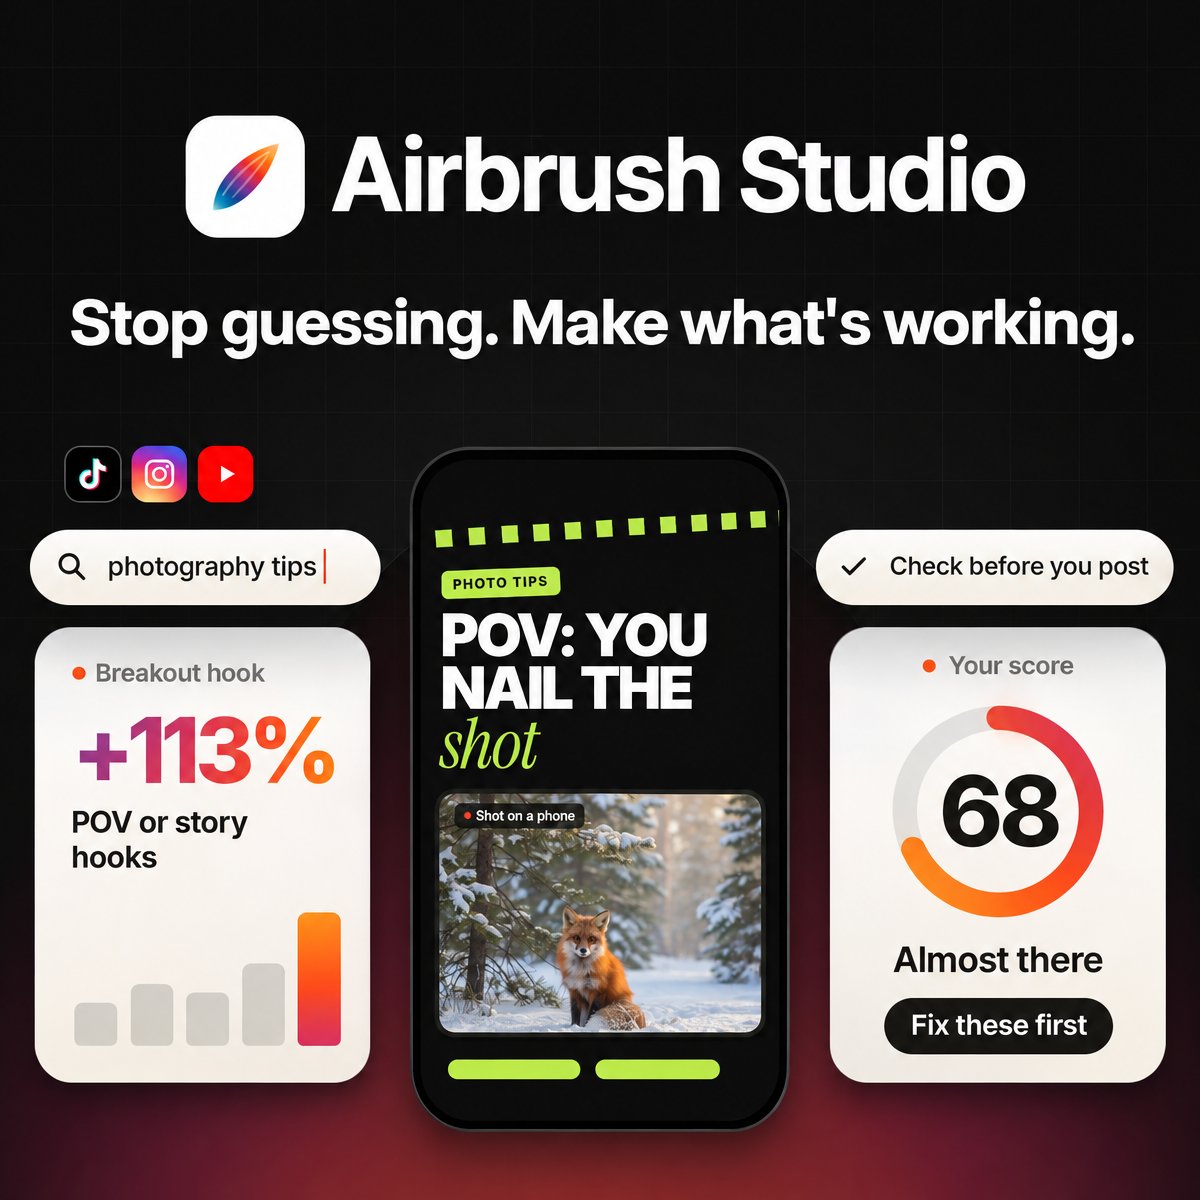 Airbrush Studio
Stop guessing. Make what's working.
photography tips
Breakout hook
+113%
POV or story
hooks
PHOTO TIPS
POV: YOU
NAIL THE
shot
Shot on a phone
Check before you post
Your score
68
Almost there
Fix these first